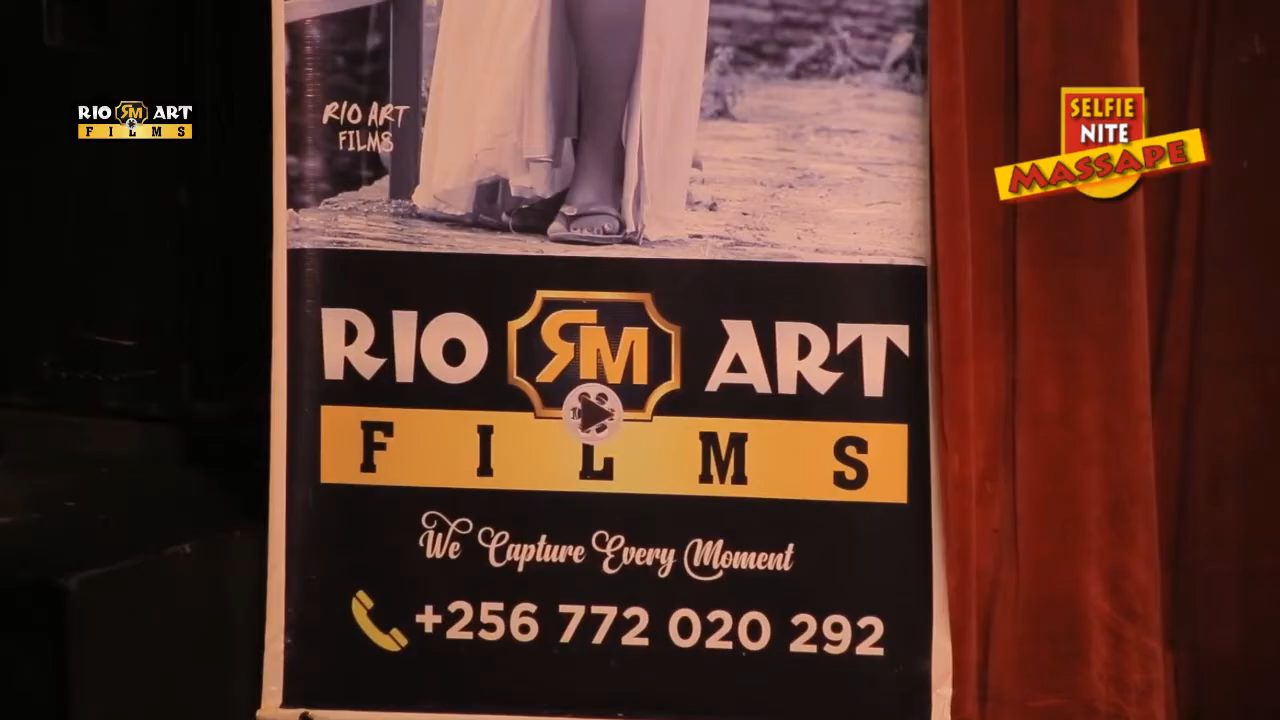 RIO RM ART
FILMS
SELFIE
NITE
MASSAPE
RIO ART
FILMS
RIO RM ART
FILMS
We Capture Every Moment
+256 772 020 292